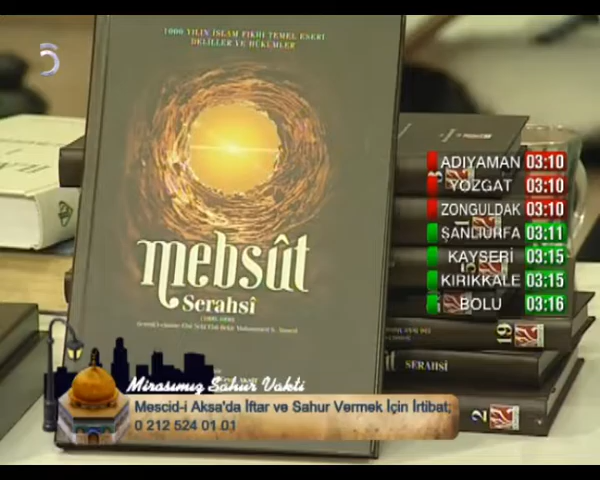 1000 YILIN İSLAM FIKHI TEMEL ESERİ
DELİLLER VE HÜKÜMLER
mebsût
Serahsî
ADIYAMAN 03:10
YOZGAT 03:10
ZONGULDAK 03:10
ŞANLIURFA 03:11
KAYSERİ 03:15
KIRIKKALE 03:15
BOLU 03:16
19
SERAHSİ
2
Mirasımız Sahur Vakti
Mescid-i Aksa'da İftar ve Sahur Vermek İçin İrtibat;
0 212 524 01 01